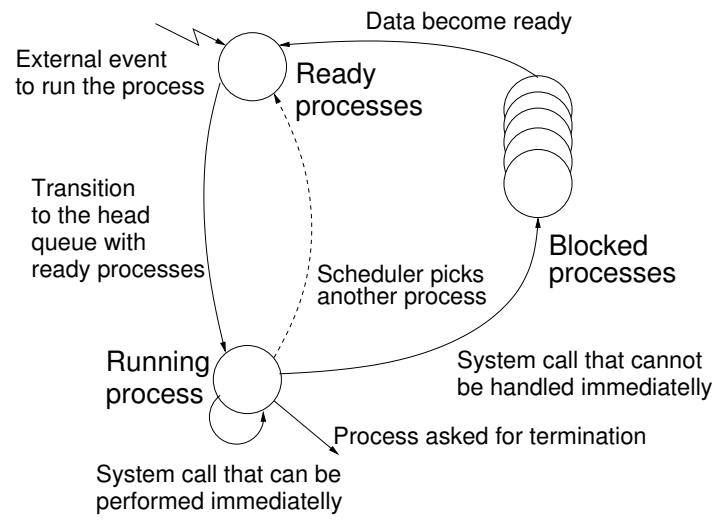 Data become ready
External event
to run the process
Ready
processes
Transition
to the head
queue with
ready processes
Blocked
processes
Scheduler picks
another process
Running
process
System call that cannot
be handled immediatelly
Process asked for termination
System call that can be
performed immediatelly